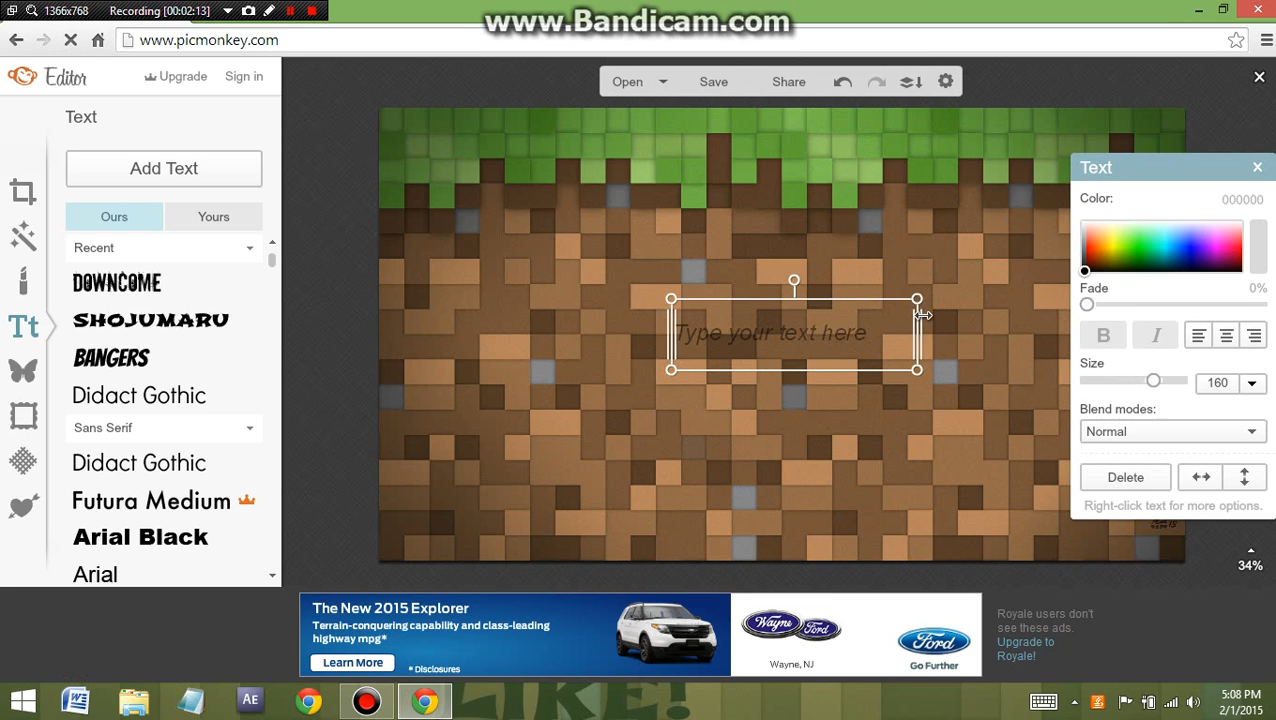 1366x768 Recording [00:02:13]
www.Bandicam.com
www.picmonkey.com
Editor Upgrade Sign in
Open Save Share
Text
Add Text
Ours Yours
Recent
DOWNCOME
SHOJUMARU
BANGERS
Didact Gothic
Sans Serif
Didact Gothic
Futura Medium
Arial Black
Arial
Type your text here
Text
Color: 000000
Fade 0%
B I
Size
160
Blend modes:
Normal
Delete
Right-click text for more options.
34%
The New 2015 Explorer
Terrain-conquering capability and class-leading
highway mpg*
Learn More * Disclosures
Wayne Ford
Wayne, NJ
Ford
Go Further
Royale users don't
see these ads.
Upgrade to
Royale!
LIKE!
5:08 PM
2/1/2015
Tt
W
AE